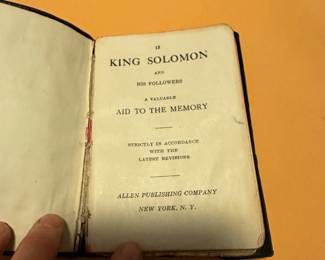 KING SOLOMON
AND
HIS FOLLOWERS
A VALUABLE
AID TO THE MEMORY
STRICTLY IN ACCORDANCE
WITH THE
LATEST REVISIONS
ALLEN PUBLISHING COMPANY
NEW YORK, N. Y.